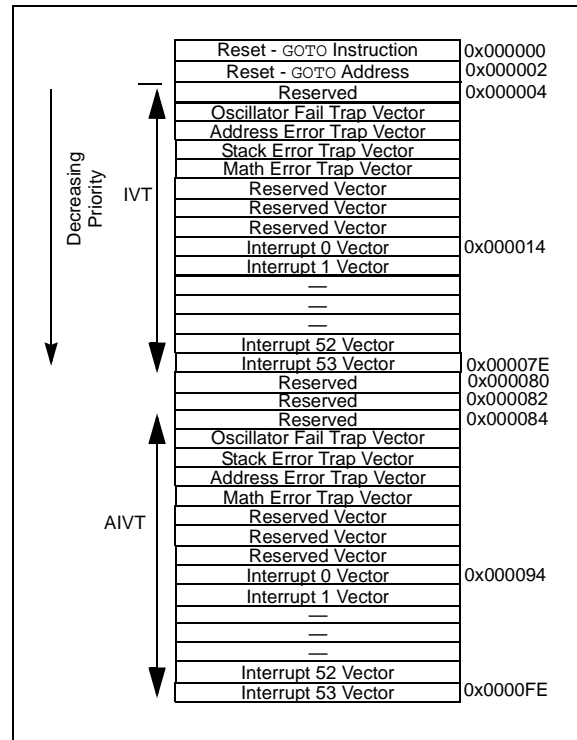 Reset - GOTO Instruction 0x000000
Reset - GOTO Address 0x000002
Reserved 0x000004
Oscillator Fail Trap Vector
Address Error Trap Vector
Stack Error Trap Vector
Math Error Trap Vector
Reserved Vector
Reserved Vector
Reserved Vector
Interrupt 0 Vector 0x000014
Interrupt 1 Vector
—
—
—
Interrupt 52 Vector
Interrupt 53 Vector 0x00007E
Decreasing
Priority
IVT
Reserved 0x000080
Reserved 0x000082
Reserved 0x000084
Oscillator Fail Trap Vector
Stack Error Trap Vector
Address Error Trap Vector
Math Error Trap Vector
Reserved Vector
Reserved Vector
Reserved Vector
Interrupt 0 Vector 0x000094
Interrupt 1 Vector
—
—
—
Interrupt 52 Vector
Interrupt 53 Vector 0x0000FE
AIVT